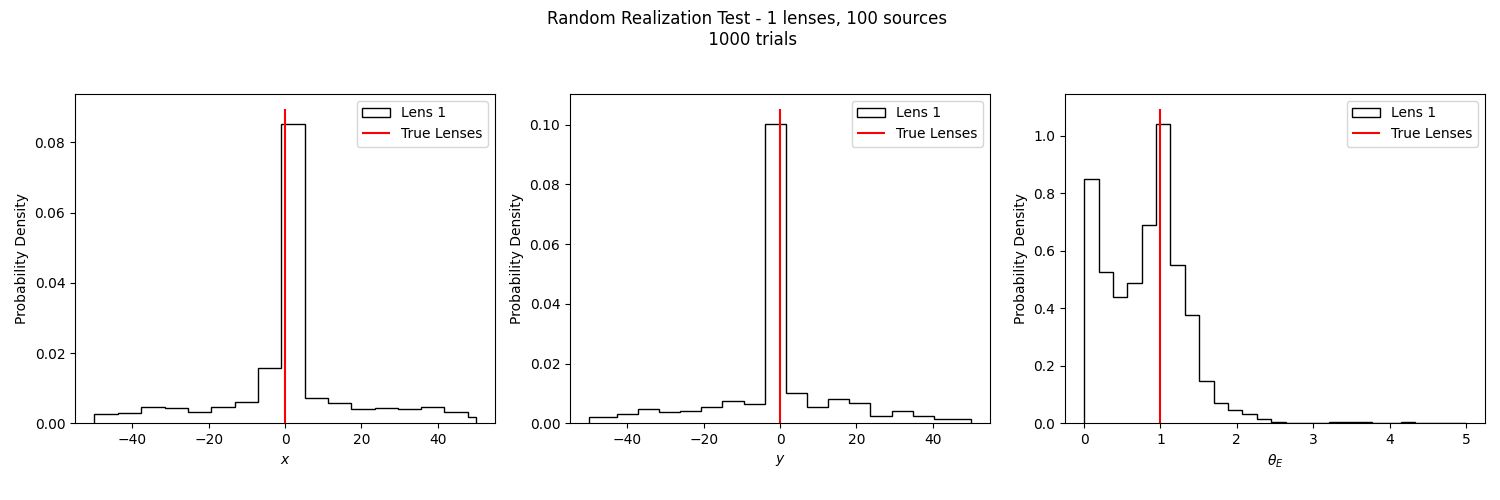 Random Realization Test - 1 lenses, 100 sources
1000 trials
Lens 1
True Lenses
Probability Density
0.08
0.06
0.04
0.02
0.00
−40
−20
0
20
40
x
Lens 1
True Lenses
Probability Density
0.10
0.08
0.06
0.04
0.02
0.00
−40
−20
0
20
40
y
Lens 1
True Lenses
Probability Density
1.0
0.8
0.6
0.4
0.2
0.0
0
1
2
3
4
5
θ_E